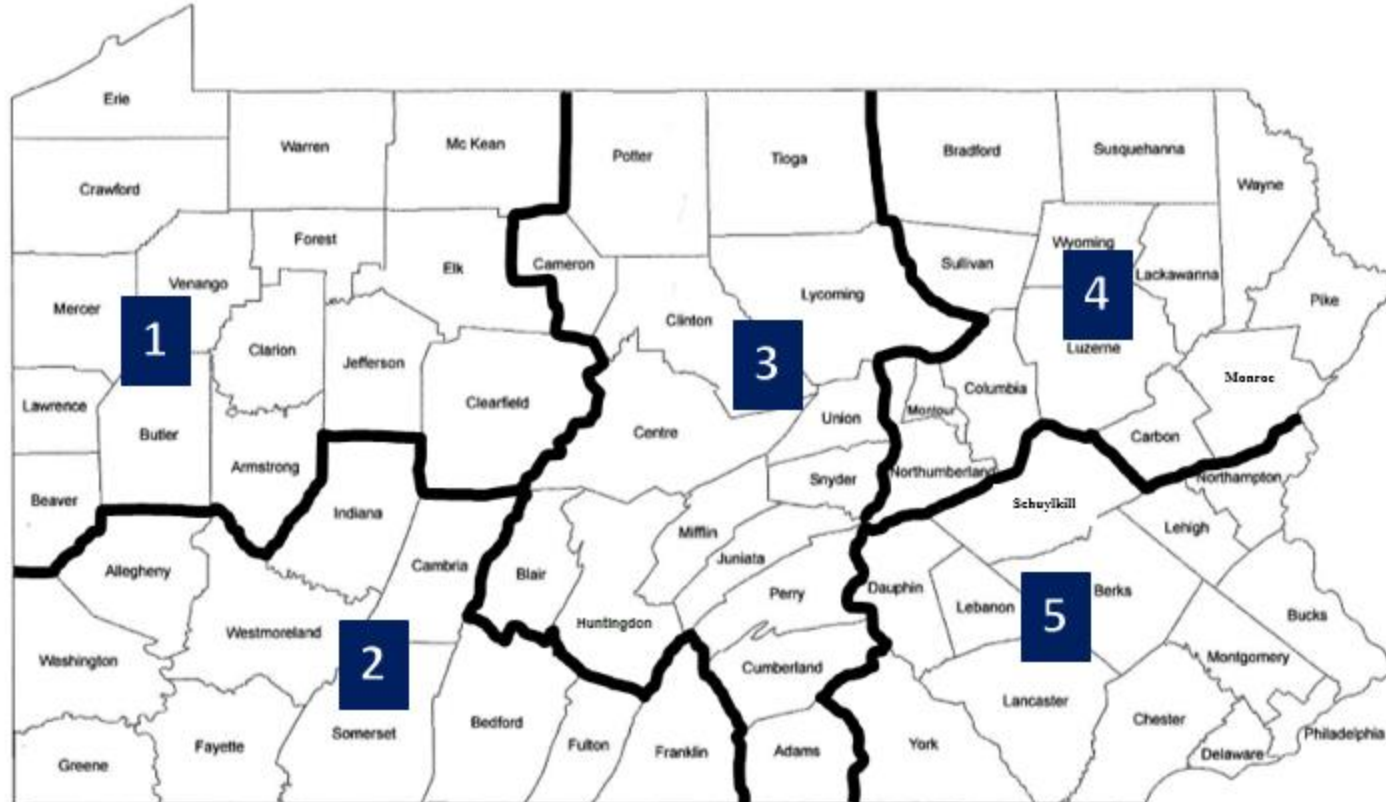 Erie
Warren
Mc Kean
Potter
Tioga
Bradford
Susquehanna
Crawford
Wayne
Forest
Wyoming
Venango
Elk
Cameron
Sullivan
Lackawanna
Mercer
Lycoming
4
Pike
Clinton
1
Clarion
Jefferson
3
Luzerne
Monroe
Lawrence
Clearfield
Columbia
Butler
Centre
Union
Montour
Carbon
Armstrong
Snyder
Northumberland
Northampton
Beaver
Indiana
Schuylkill
Mifflin
Lehigh
Allegheny
Cambria
Blair
Juniata
Dauphin
Perry
Lebanon
Berks
5
Bucks
Huntingdon
Westmoreland
Washington
2
Cumberland
Montgomery
Lancaster
Bedford
Somerset
Fayette
Fulton
Franklin
Adams
York
Chester
Philadelphia
Greene
Delaware